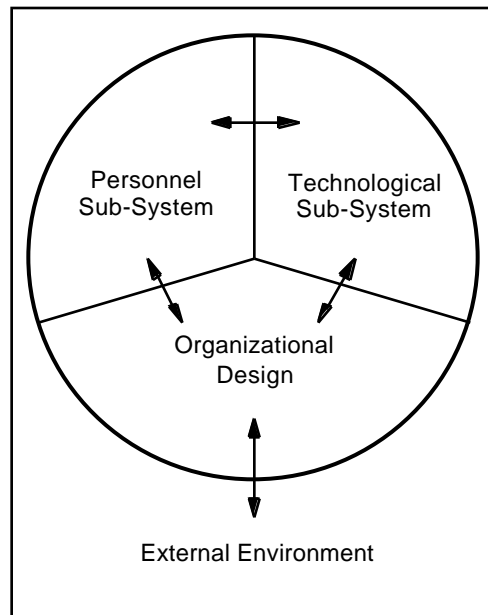 Personnel
Sub-System
Technological
Sub-System
Organizational
Design
External Environment